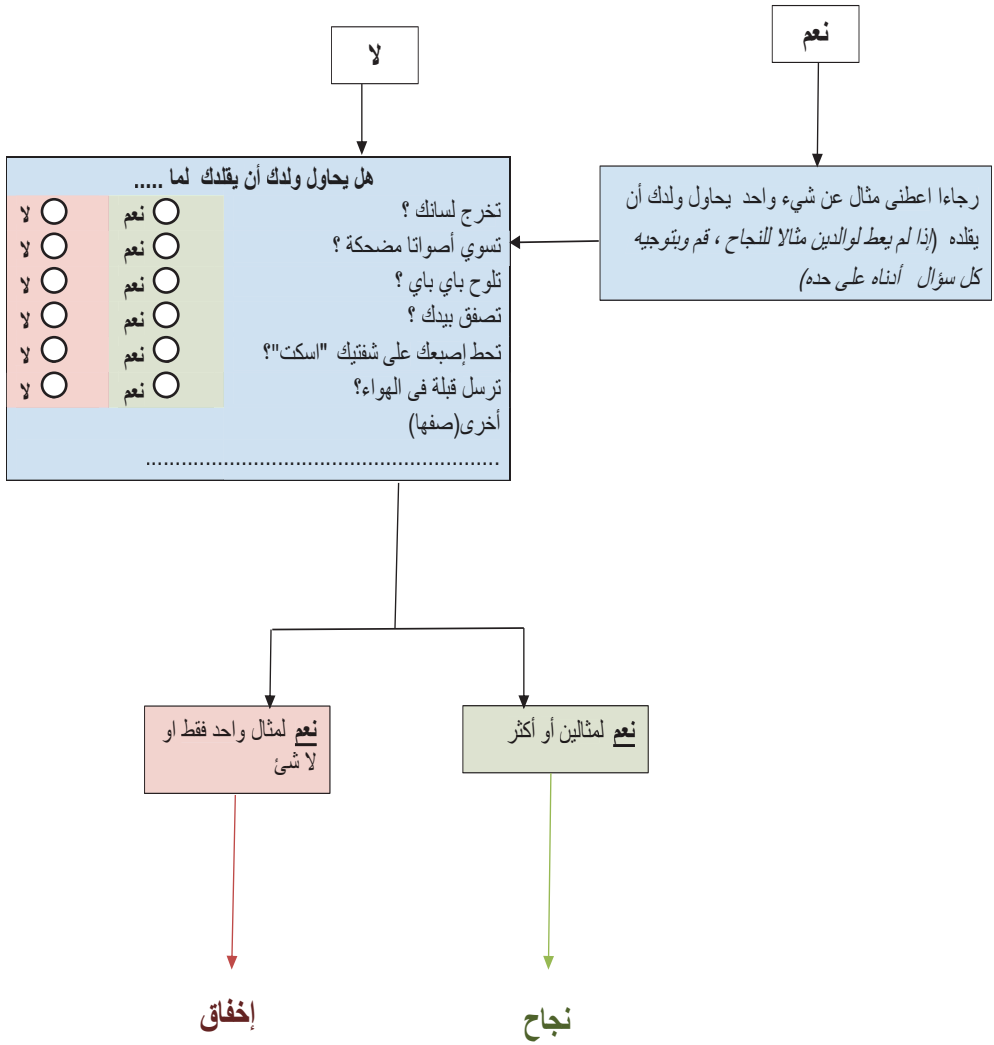 نعم
لا
رجاءا اعطنى مثال عن شيء واحد يحاول ولدك أن
يقلده (إذا لم يعط لوالدين مثالا للنجاح ، قم وبتوجيه
كل سؤال أدناه على حده)
هل يحاول ولدك أن يقلدك لما .....
تخرج لسانك ؟ نعم لا
تسوي أصواتا مضحكة ؟ نعم لا
تلوح باي باي ؟ نعم لا
تصفق بيدك ؟ نعم لا
تحط إصبعك على شفتيك "اسكت"؟ نعم لا
ترسل قبلة فى الهواء؟ نعم لا
أخرى(صفها)
............................................................
نعم لمثالين أو أكثر
نعم لمثال واحد فقط او
لا شئ
نجاح
إخفاق